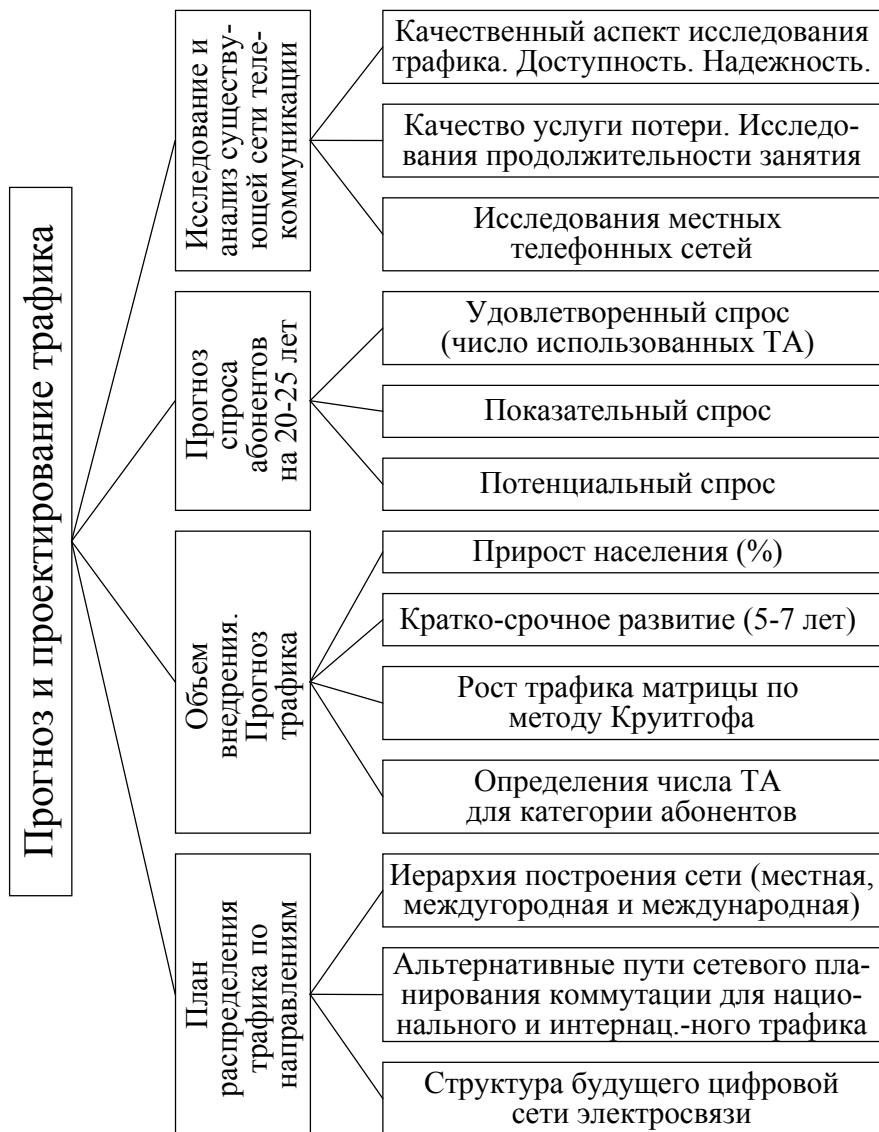 Прогноз и проектирование трафика
Исследование и
анализ существу-
ющей сети теле-
коммуникации
Качественный аспект исследования
трафика. Доступность. Надежность.
Качество услуги потери. Исследо-
вания продолжительности занятия
Исследования местных
телефонных сетей
Прогноз
спроса
абонентов
на 20-25 лет
Удовлетворенный спрос
(число использованных ТА)
Показательный спрос
Потенциальный спрос
Объем
внедрения.
Прогноз
трафика
Прирост населения (%)
Кратко-срочное развитие (5-7 лет)
Рост трафика матрицы по
методу Круитгофа
Определения числа ТА
для категории абонентов
План
распределения
трафика по
направлениям
Иерархия построения сети (местная,
междугородная и международная)
Альтернативные пути сетевого пла-
нирования коммутации для нацио-
нального и интернац.-ного трафика
Структура будущего цифровой
сети электросвязи